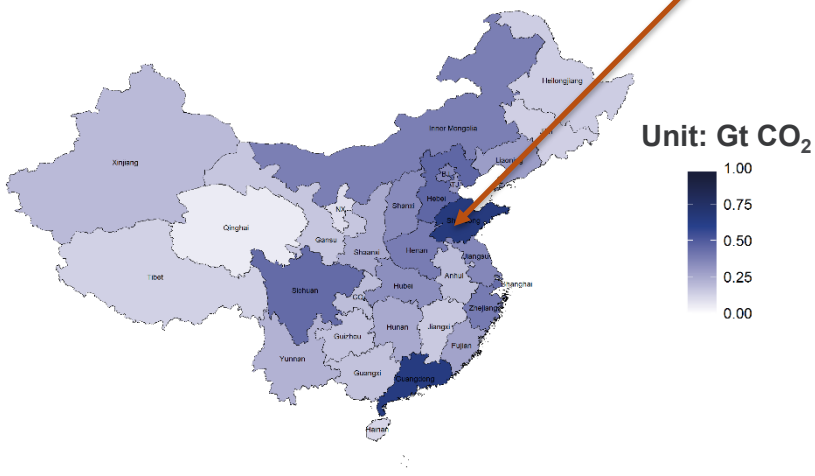 Heilongjiang
Inner Mongolia
Xinjiang
Liaoning
Hebei
Shanxi
NX
Qinghai
Gansu
Shaanxi
Henan
Jiangsu
Tibet
Anhui
Shanghai
Sichuan
Hubei
CQ
Zhejiang
Hunan
Jiangxi
Guizhou
Fujian
Yunnan
Guangxi
Guangdong
Hainan
Unit: Gt CO₂
1.00
0.75
0.50
0.25
0.00